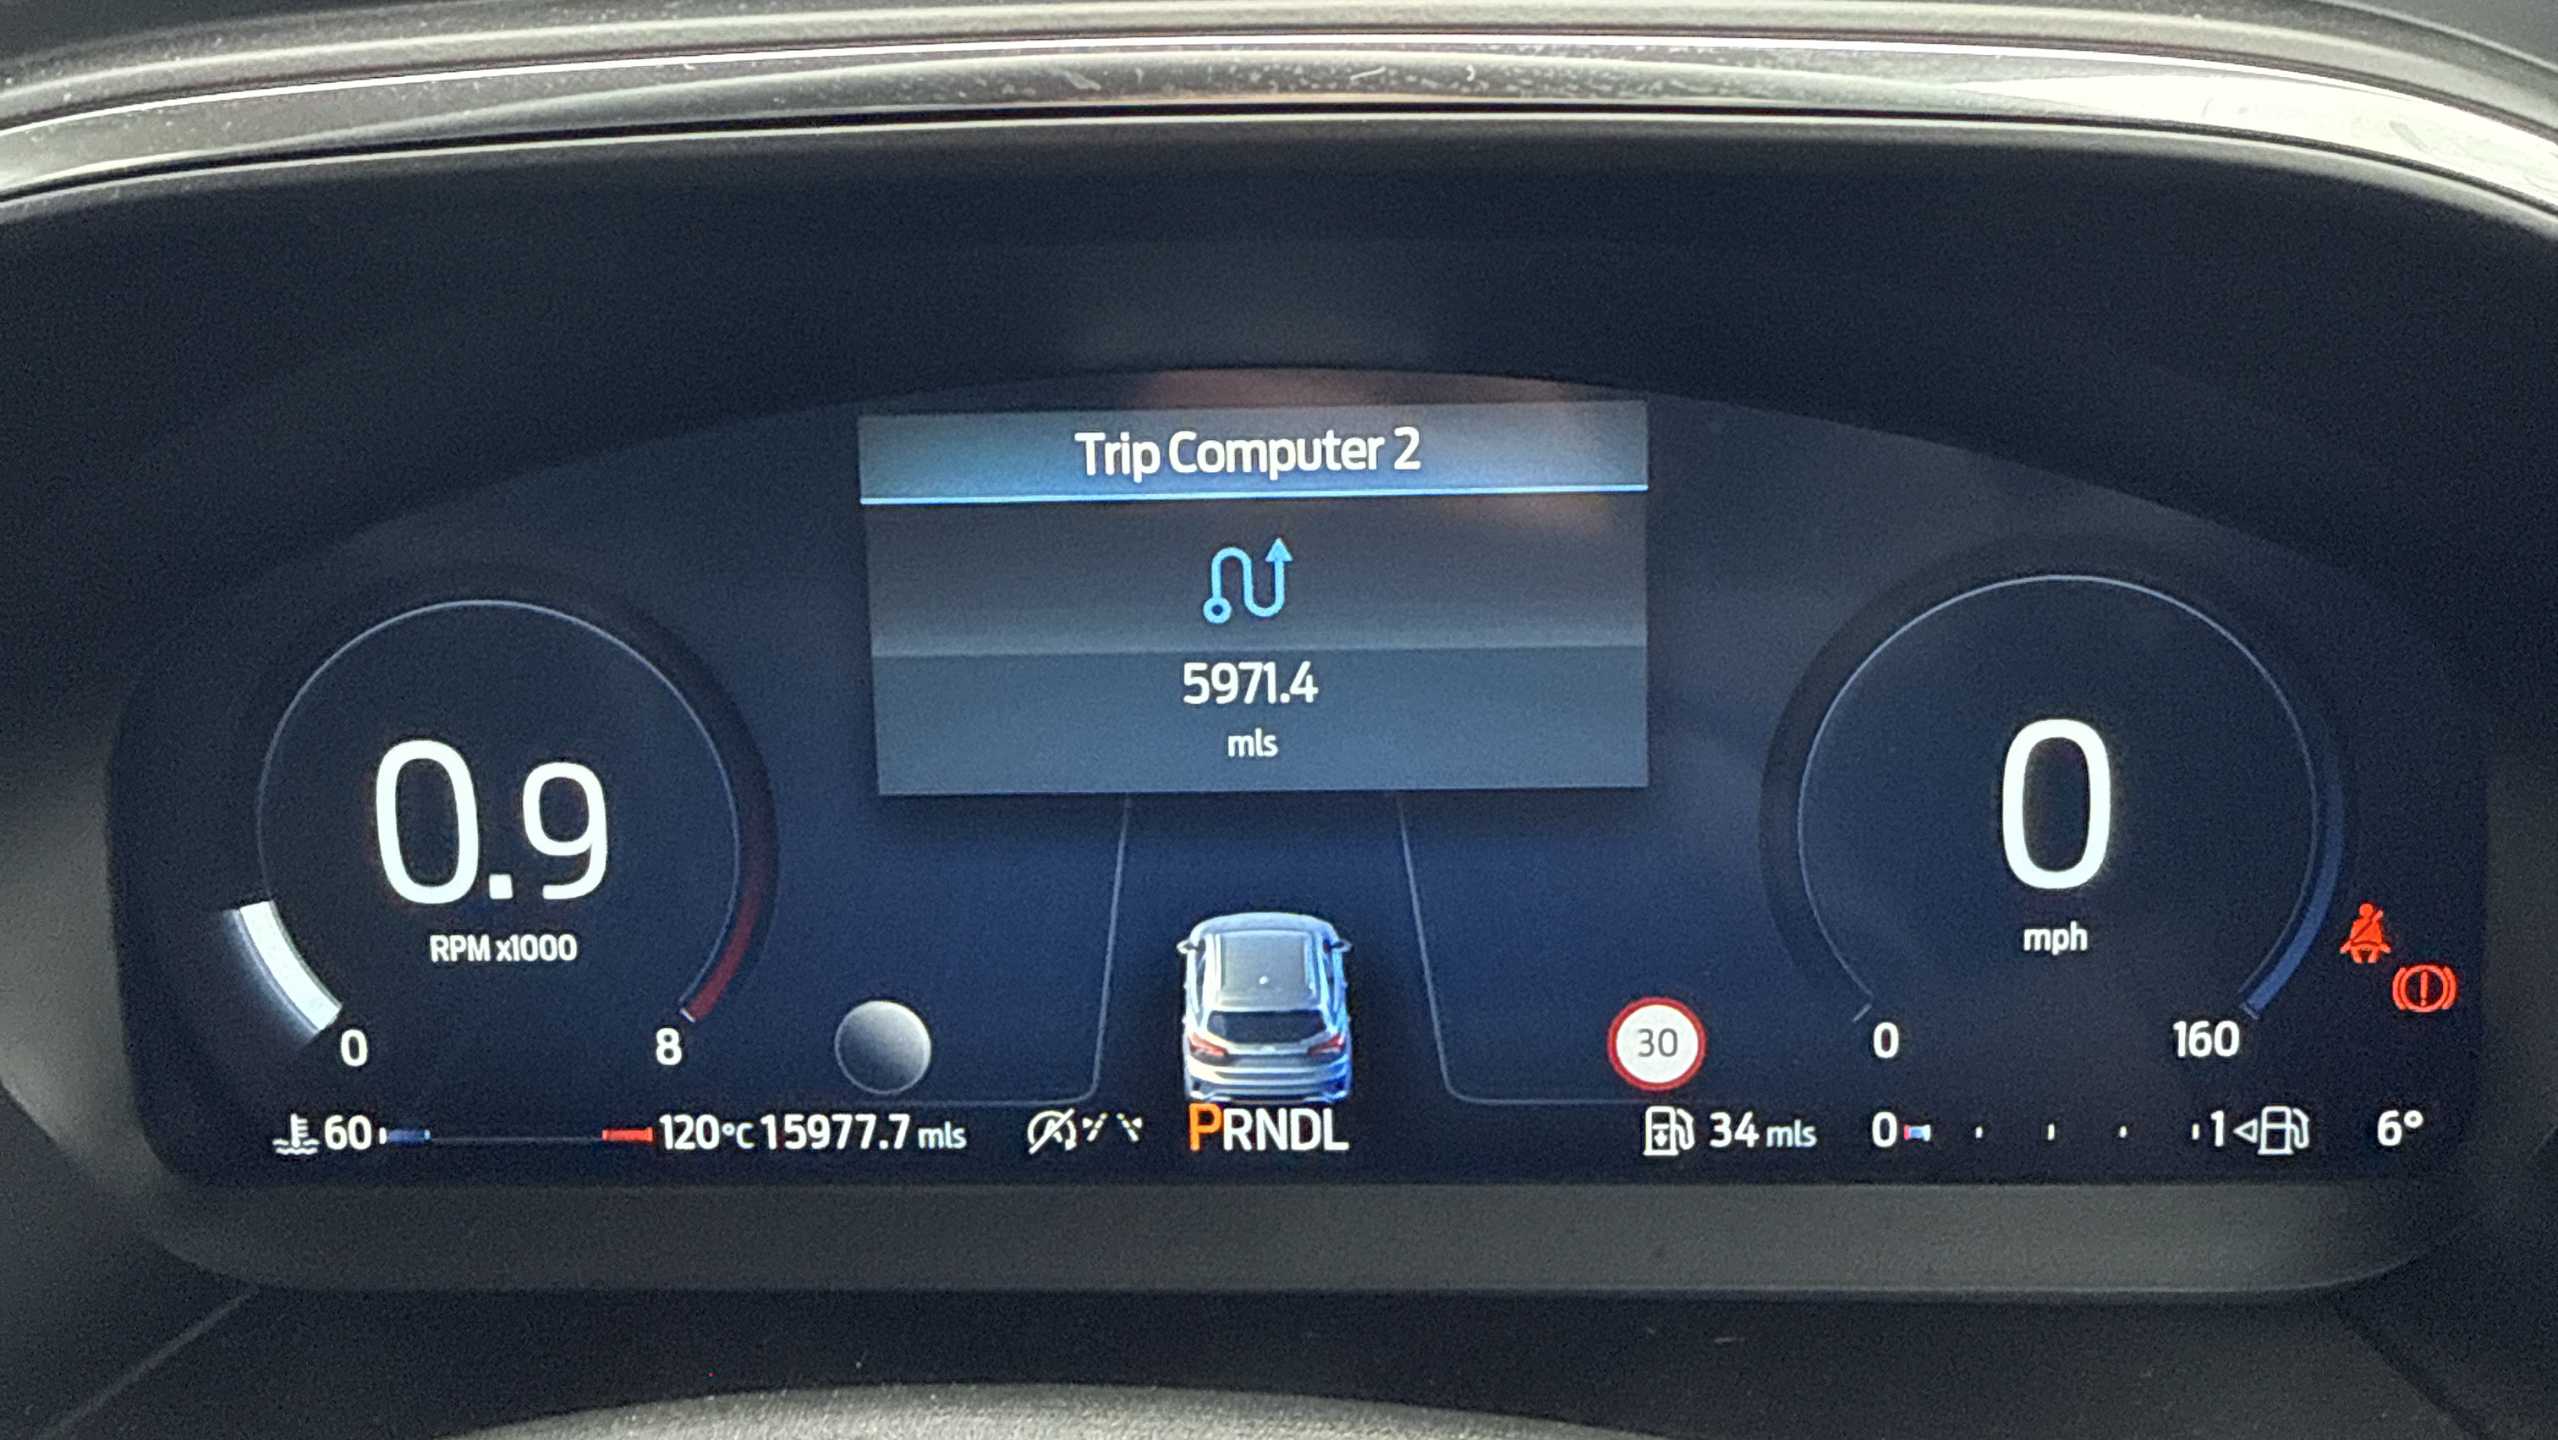 Trip Computer 2
5971.4
mls
0.9
RPM x1000
0 8
0
mph
0 160
30
60 120°C 15977.7 mls PRNDL 34 mls 0 1 6°